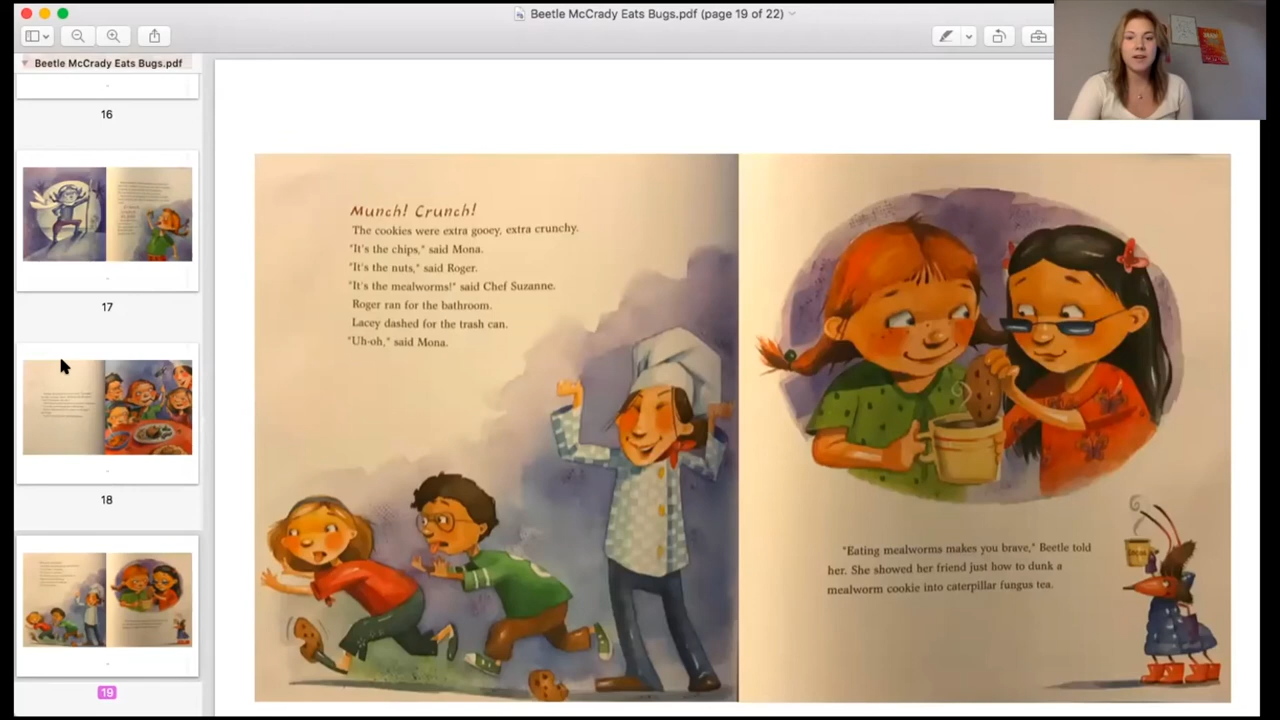 Beetle McCrady Eats Bugs.pdf (page 19 of 22)
Beetle McCrady Eats Bugs.pdf
16
17
18
19
Munch! Crunch!
The cookies were extra gooey, extra crunchy.
"It's the chips," said Mona.
"It's the nuts," said Roger.
"It's the mealworms!" said Chef Suzanne.
Roger ran for the bathroom.
Lacey dashed for the trash can.
"Uh-oh," said Mona.
"Eating mealworms makes you brave," Beetle told
her. She showed her friend just how to dunk a
mealworm cookie into caterpillar fungus tea.